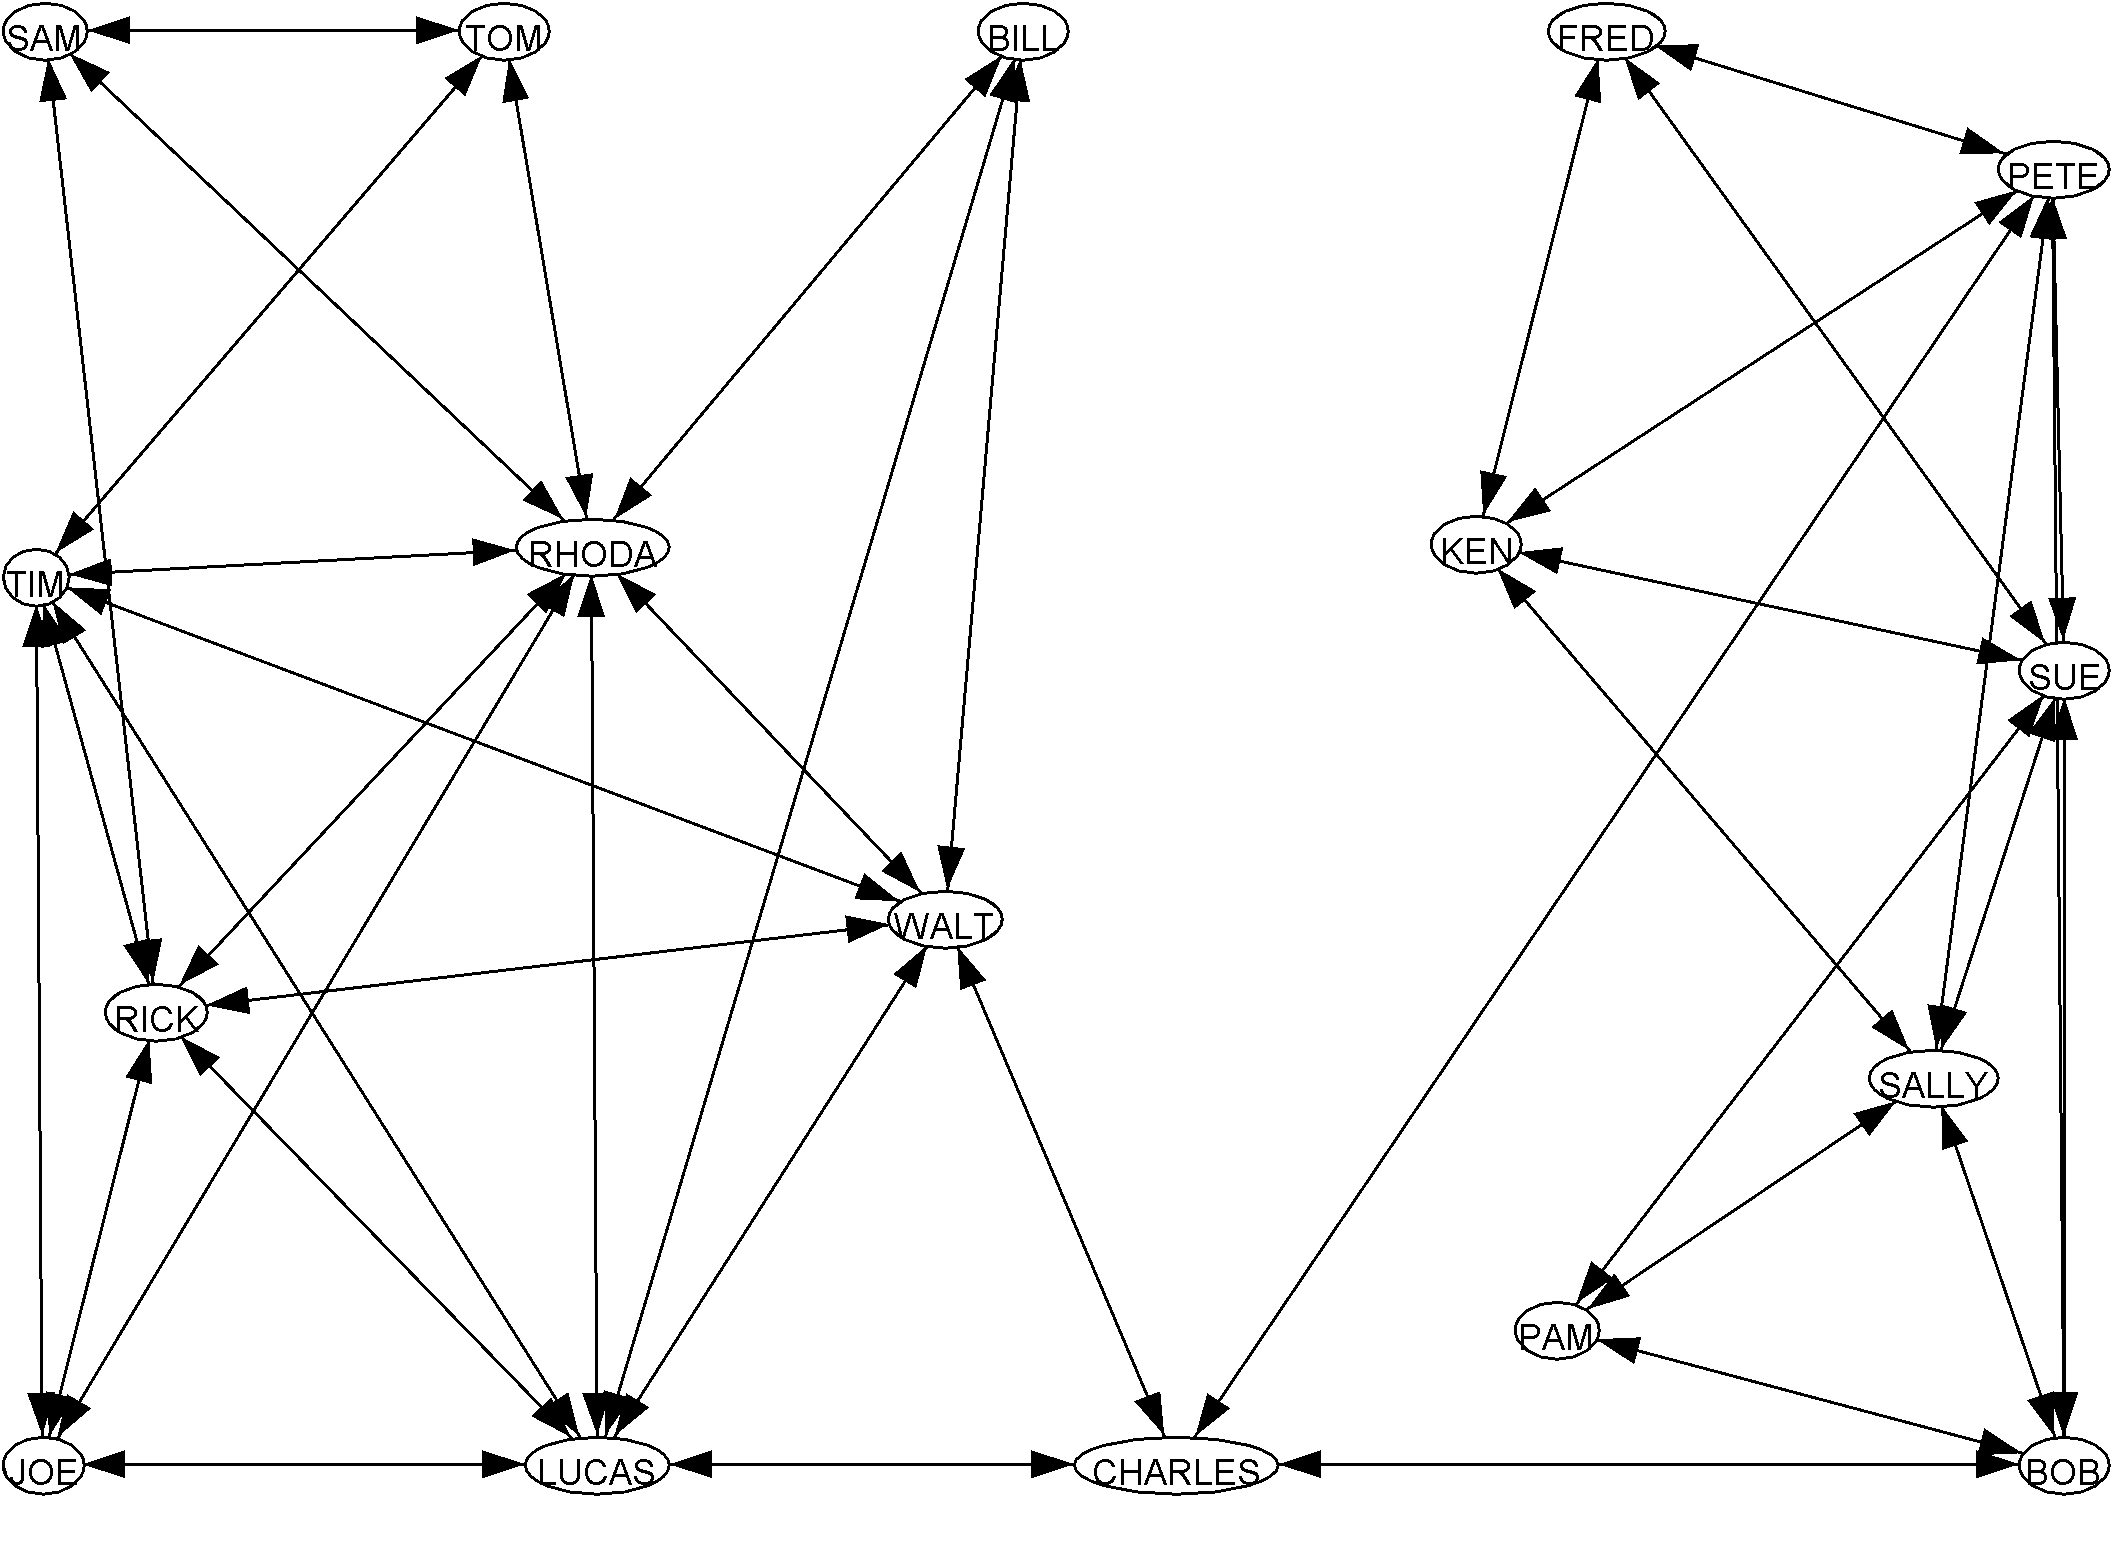 SAM
TOM
BILL
FRED
PETE
TIM
RHODA
KEN
SUE
WALT
RICK
SALLY
PAM
JOE
LUCAS
CHARLES
BOB